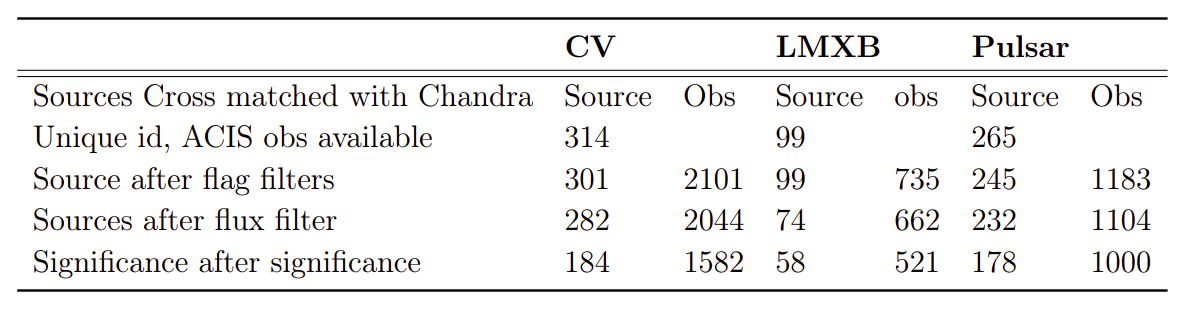 CV LMXB Pulsar
Sources Cross matched with Chandra Source Obs Source obs Source Obs
Unique id, ACIS obs available 314 99 265
Source after flag filters 301 2101 99 735 245 1183
Sources after flux filter 282 2044 74 662 232 1104
Significance after significance 184 1582 58 521 178 1000